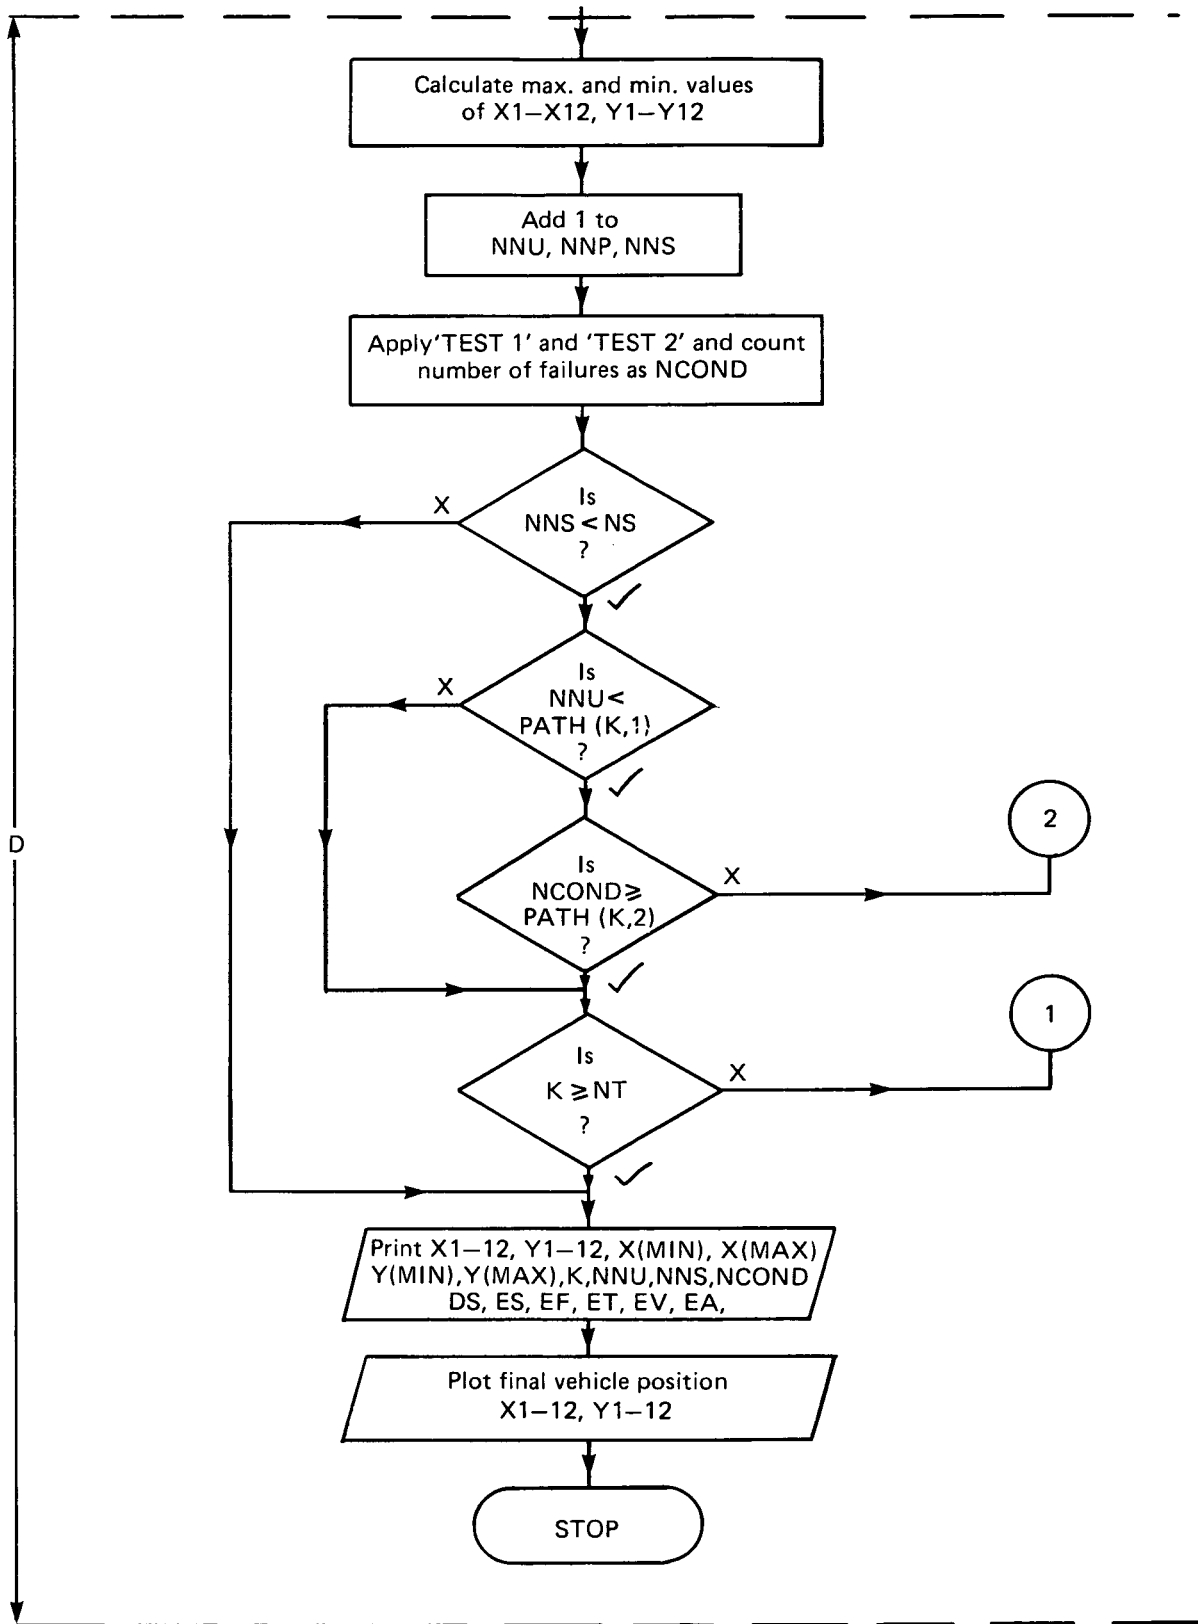 Calculate max. and min. values
of X1–X12, Y1–Y12
Add 1 to
NNU, NNP, NNS
Apply 'TEST 1' and 'TEST 2' and count
number of failures as NCOND
Is
NNS < NS
?
X
✓
Is
NNU <
PATH (K,1)
?
X
✓
2
D
Is
NCOND ⩾
PATH (K,2)
?
X
✓
1
Is
K ⩾ NT
?
X
✓
Print X1–12, Y1–12, X(MIN), X(MAX)
Y(MIN), Y(MAX), K, NNU, NNS, NCOND
DS, ES, EF, ET, EV, EA,
Plot final vehicle position
X1–12, Y1–12
STOP